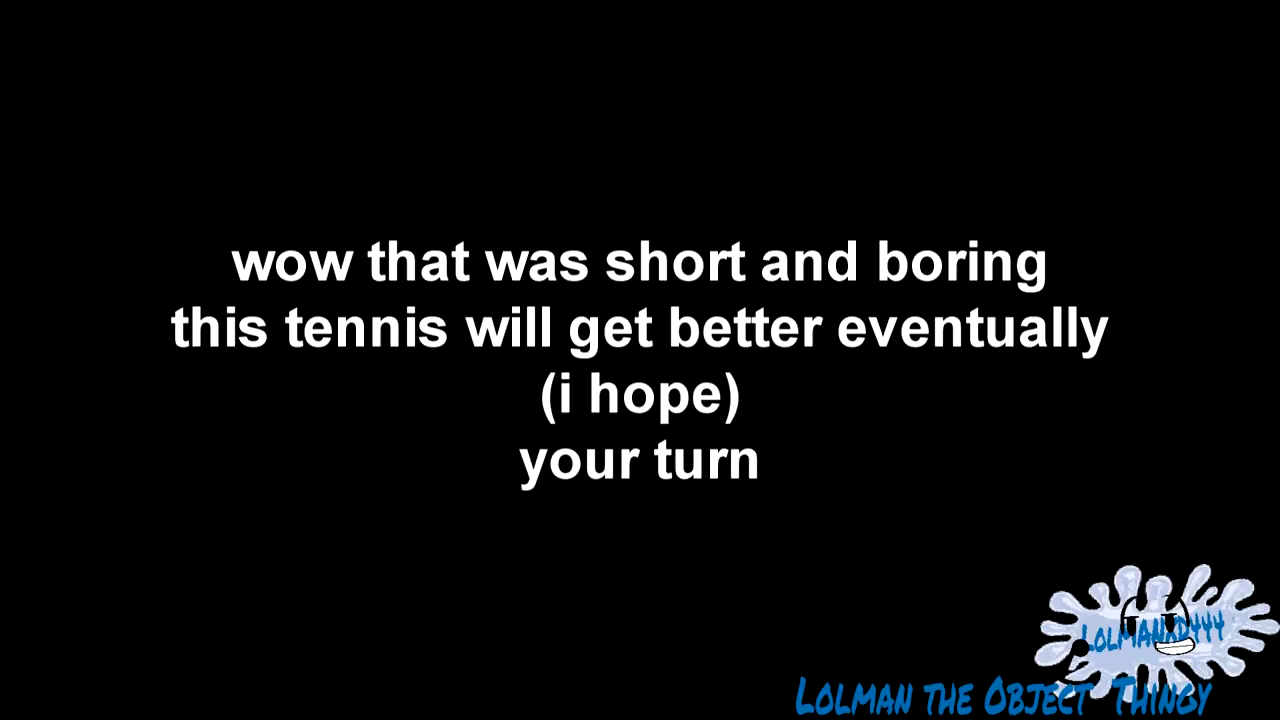 wow that was short and boring
this tennis will get better eventually
(i hope)
your turn
LOLMANXD444
LOLMAN THE OBJECT THINGY